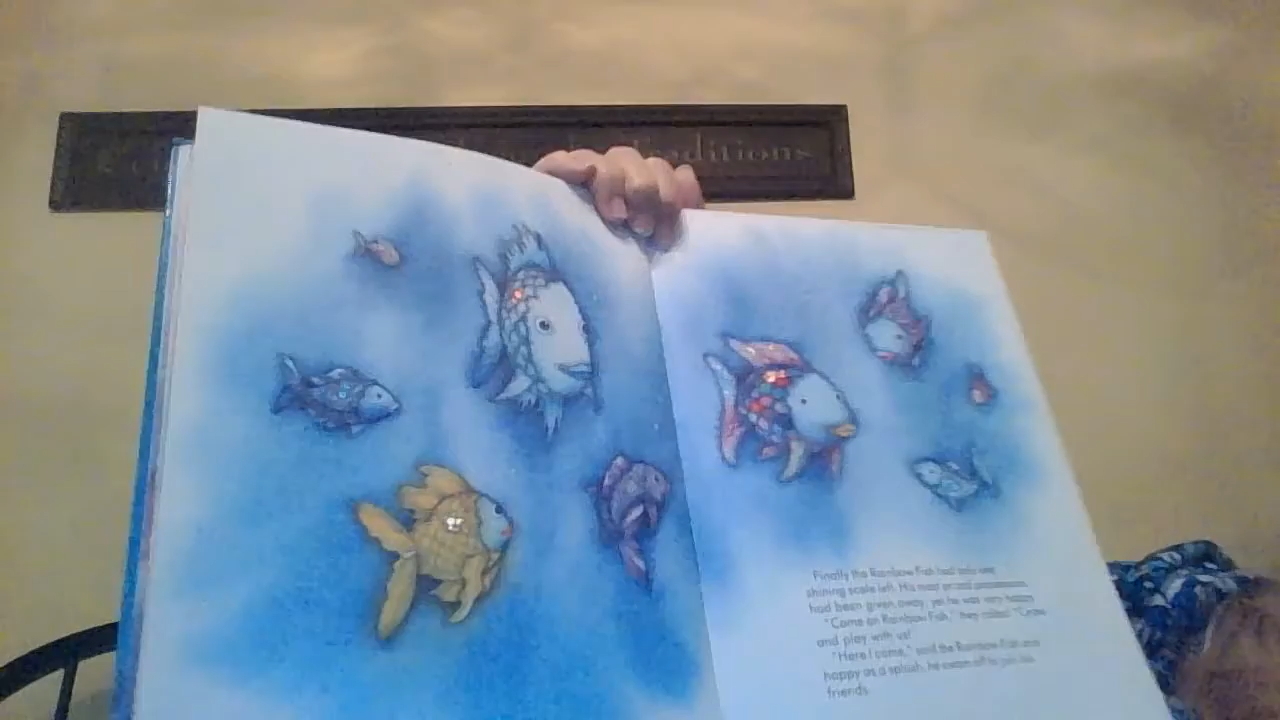 Traditions
Finally the Rainbow Fish had only one
shining scale left. His most prized possessions
had been given away, yet he was very happy.
"Come on Rainbow Fish," they called. "Come
and play with us!"
"Here I come," said the Rainbow Fish and,
happy as a splash, he swam off to join his
friends.